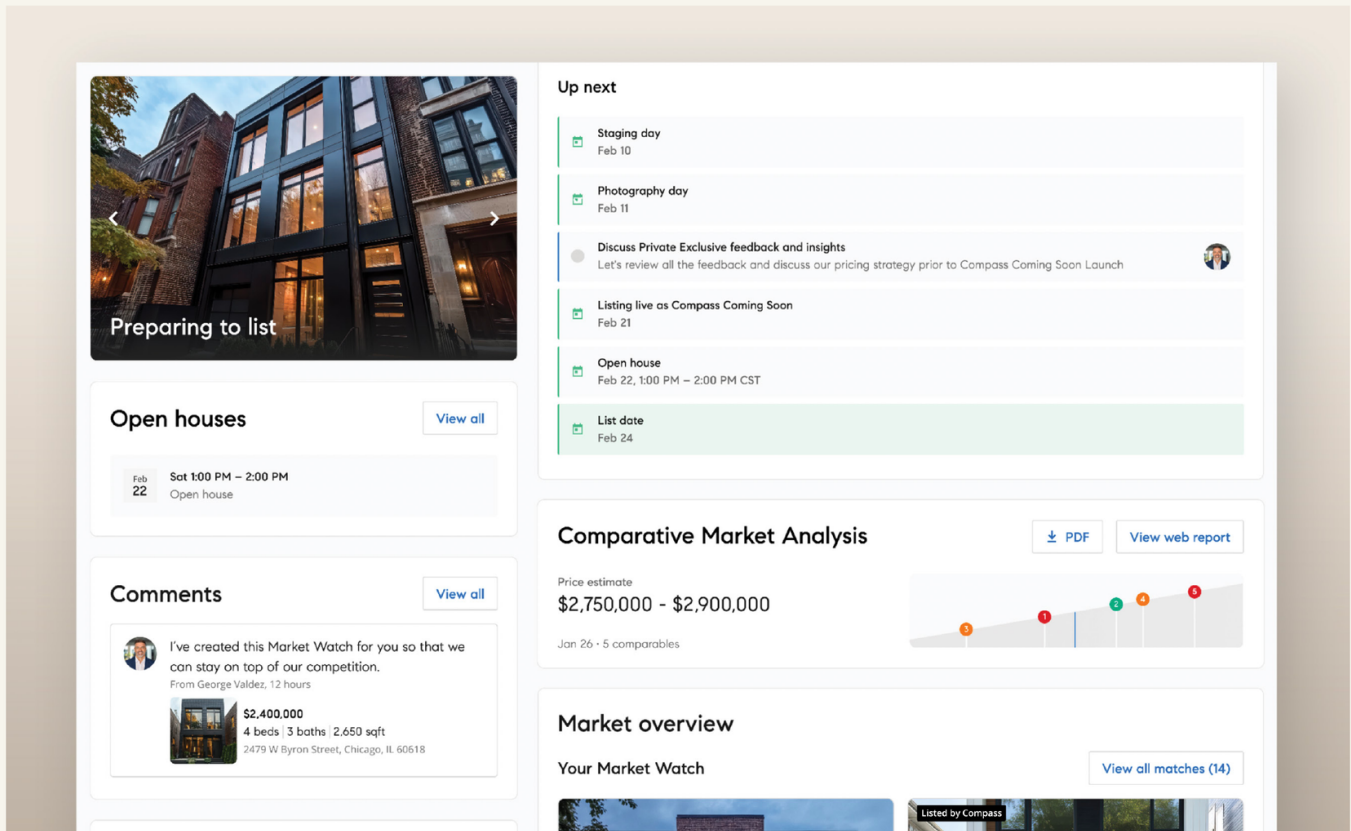 Preparing to list
Open houses
View all
Feb
22
Sat 1:00 PM – 2:00 PM
Open house
Comments
View all
I've created this Market Watch for you so that we
can stay on top of our competition.
From George Valdez, 12 hours
$2,400,000
4 beds | 3 baths | 2,650 sqft
2479 W Byron Street, Chicago, IL 60618
Up next
Staging day
Feb 10
Photography day
Feb 11
Discuss Private Exclusive feedback and insights
Let's review all the feedback and discuss our pricing strategy prior to Compass Coming Soon Launch
Listing live as Compass Coming Soon
Feb 21
Open house
Feb 22, 1:00 PM – 2:00 PM CST
List date
Feb 24
Comparative Market Analysis
PDF
View web report
Price estimate
$2,750,000 - $2,900,000
Jan 26 · 5 comparables
3
1
2
4
5
Market overview
Your Market Watch
View all matches (14)
Listed by Compass